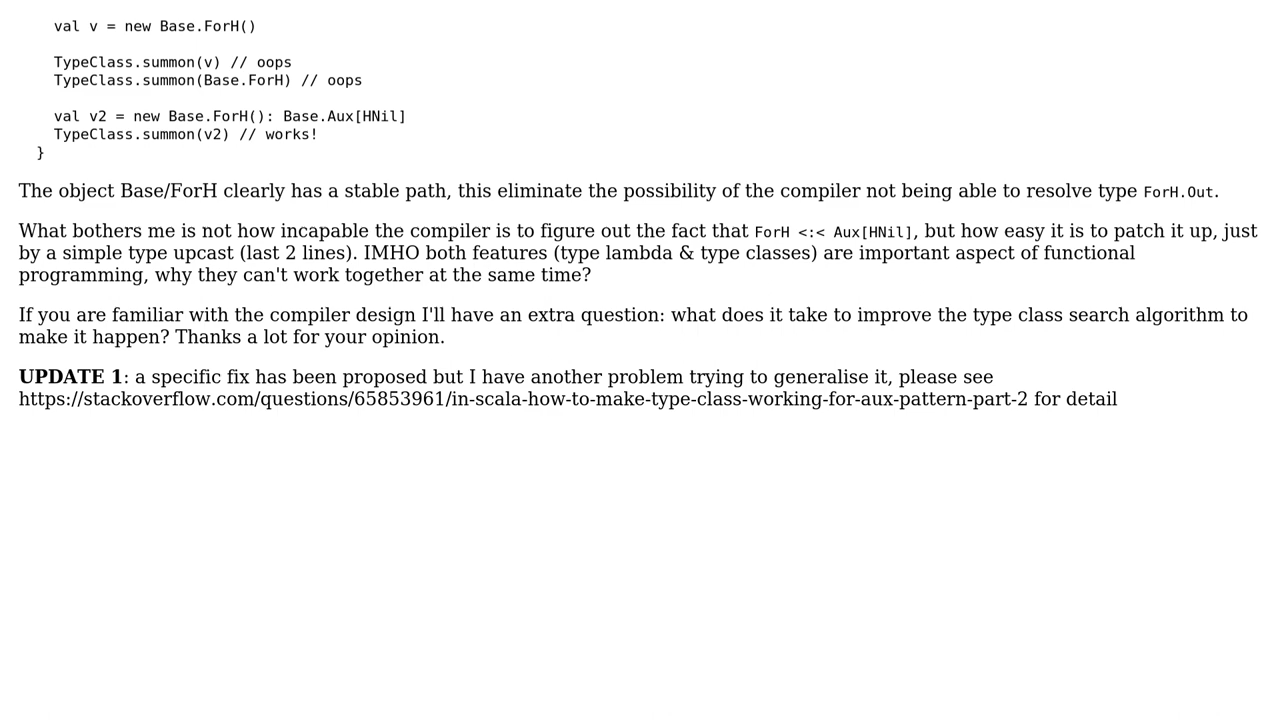 val v = new Base.ForH()
TypeClass.summon(v) // oops
TypeClass.summon(Base.ForH) // oops
val v2 = new Base.ForH(): Base.Aux[HNil]
TypeClass.summon(v2) // works!
}
The object Base/ForH clearly has a stable path, this eliminate the possibility of the compiler not being able to resolve type ForH.Out.
What bothers me is not how incapable the compiler is to figure out the fact that ForH <:< Aux[HNil], but how easy it is to patch it up, just
by a simple type upcast (last 2 lines). IMHO both features (type lambda & type classes) are important aspect of functional
programming, why they can't work together at the same time?
If you are familiar with the compiler design I'll have an extra question: what does it take to improve the type class search algorithm to
make it happen? Thanks a lot for your opinion.
UPDATE 1: a specific fix has been proposed but I have another problem trying to generalise it, please see
https://stackoverflow.com/questions/65853961/in-scala-how-to-make-type-class-working-for-aux-pattern-part-2 for detail